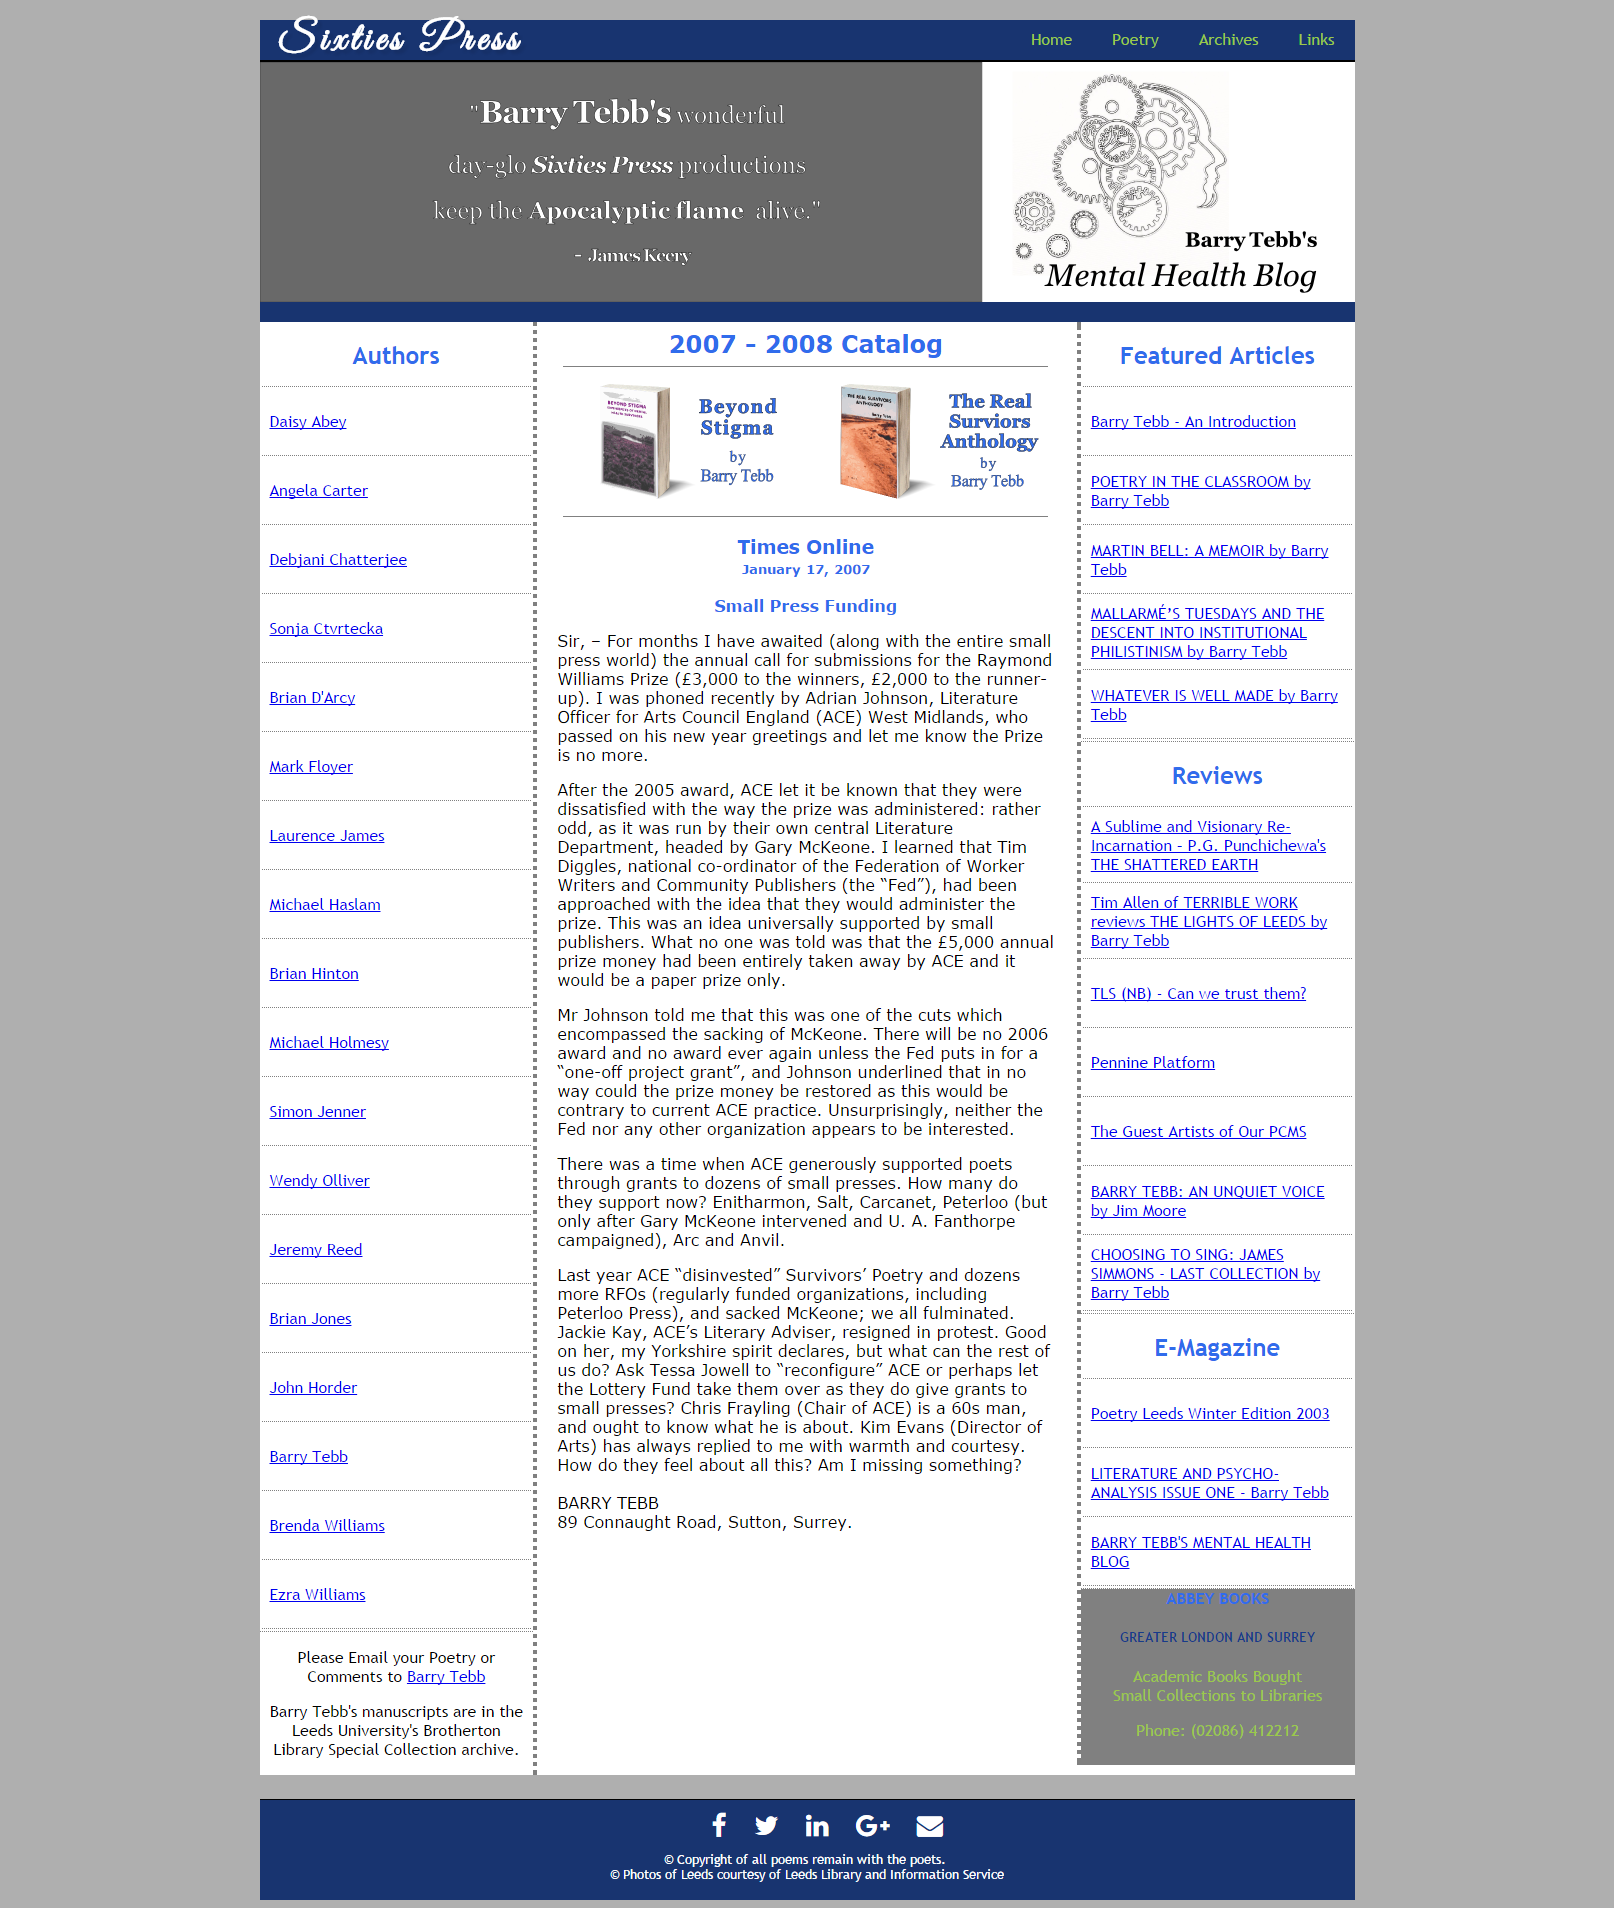 Sixties Press
Home Poetry Archives Links
"Barry Tebb's wonderful
day-glo Sixties Press productions
keep the Apocalyptic flame alive."
- James Keery
Barry Tebb's
Mental Health Blog
Authors
Daisy Abey
Angela Carter
Debjani Chatterjee
Sonja Ctvrtecka
Brian D'Arcy
Mark Floyer
Laurence James
Michael Haslam
Brian Hinton
Michael Holmesy
Simon Jenner
Wendy Olliver
Jeremy Reed
Brian Jones
John Horder
Barry Tebb
Brenda Williams
Ezra Williams
Please Email your Poetry or
Comments to Barry Tebb
Barry Tebb's manuscripts are in the
Leeds University's Brotherton
Library Special Collection archive.
2007 - 2008 Catalog
BEYOND STIGMA
Beyond
Stigma
by
Barry Tebb
THE REAL SURVIVORS
ANTHOLOGY
Barry Tebb
The Real
Surviors
Anthology
by
Barry Tebb
Times Online
January 17, 2007
Small Press Funding
Sir, – For months I have awaited (along with the entire small
press world) the annual call for submissions for the Raymond
Williams Prize (£3,000 to the winners, £2,000 to the runner-
up). I was phoned recently by Adrian Johnson, Literature
Officer for Arts Council England (ACE) West Midlands, who
passed on his new year greetings and let me know the Prize
is no more.
After the 2005 award, ACE let it be known that they were
dissatisfied with the way the prize was administered: rather
odd, as it was run by their own central Literature
Department, headed by Gary McKeone. I learned that Tim
Diggles, national co-ordinator of the Federation of Worker
Writers and Community Publishers (the “Fed”), had been
approached with the idea that they would administer the
prize. This was an idea universally supported by small
publishers. What no one was told was that the £5,000 annual
prize money had been entirely taken away by ACE and it
would be a paper prize only.
Mr Johnson told me that this was one of the cuts which
encompassed the sacking of McKeone. There will be no 2006
award and no award ever again unless the Fed puts in for a
“one-off project grant”, and Johnson underlined that in no
way could the prize money be restored as this would be
contrary to current ACE practice. Unsurprisingly, neither the
Fed nor any other organization appears to be interested.
There was a time when ACE generously supported poets
through grants to dozens of small presses. How many do
they support now? Enitharmon, Salt, Carcanet, Peterloo (but
only after Gary McKeone intervened and U. A. Fanthorpe
campaigned), Arc and Anvil.
Last year ACE “disinvested” Survivors’ Poetry and dozens
more RFOs (regularly funded organizations, including
Peterloo Press), and sacked McKeone; we all fulminated.
Jackie Kay, ACE’s Literary Adviser, resigned in protest. Good
on her, my Yorkshire spirit declares, but what can the rest of
us do? Ask Tessa Jowell to “reconfigure” ACE or perhaps let
the Lottery Fund take them over as they do give grants to
small presses? Chris Frayling (Chair of ACE) is a 60s man,
and ought to know what he is about. Kim Evans (Director of
Arts) has always replied to me with warmth and courtesy.
How do they feel about all this? Am I missing something?
BARRY TEBB
89 Connaught Road, Sutton, Surrey.
Featured Articles
Barry Tebb - An Introduction
POETRY IN THE CLASSROOM by
Barry Tebb
MARTIN BELL: A MEMOIR by Barry
Tebb
MALLARMÉ’S TUESDAYS AND THE
DESCENT INTO INSTITUTIONAL
PHILISTINISM by Barry Tebb
WHATEVER IS WELL MADE by Barry
Tebb
Reviews
A Sublime and Visionary Re-
Incarnation - P.G. Punchichewa's
THE SHATTERED EARTH
Tim Allen of TERRIBLE WORK
reviews THE LIGHTS OF LEEDS by
Barry Tebb
TLS (NB) - Can we trust them?
Pennine Platform
The Guest Artists of Our PCMS
BARRY TEBB: AN UNQUIET VOICE
by Jim Moore
CHOOSING TO SING: JAMES
SIMMONS - LAST COLLECTION by
Barry Tebb
E-Magazine
Poetry Leeds Winter Edition 2003
LITERATURE AND PSYCHO-
ANALYSIS ISSUE ONE - Barry Tebb
BARRY TEBB'S MENTAL HEALTH
BLOG
ABBEY BOOKS
GREATER LONDON AND SURREY
Academic Books Bought
Small Collections to Libraries
Phone: (02086) 412212
© Copyright of all poems remain with the poets.
© Photos of Leeds courtesy of Leeds Library and Information Service